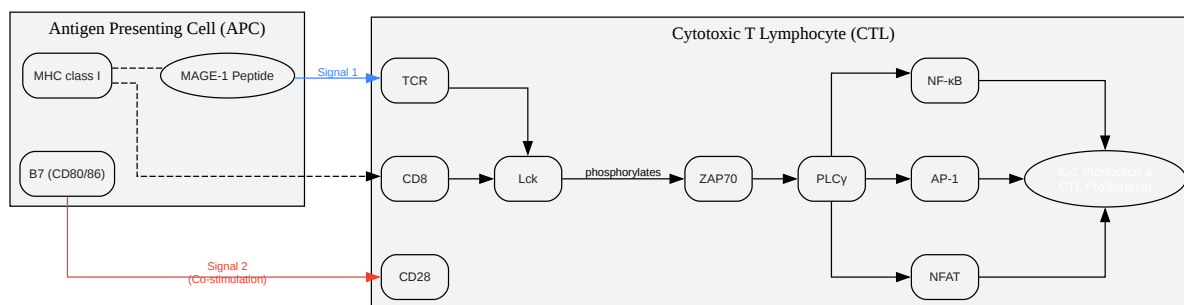 Antigen Presenting Cell (APC)
MHC class I
MAGE-1 Peptide
B7 (CD80/86)
Signal 1
Signal 2
(Co-stimulation)
Cytotoxic T Lymphocyte (CTL)
TCR
CD8
CD28
Lck
phosphorylates
ZAP70
PLCγ
NF-κB
AP-1
NFAT
IL-2 Production &
CTL Proliferation